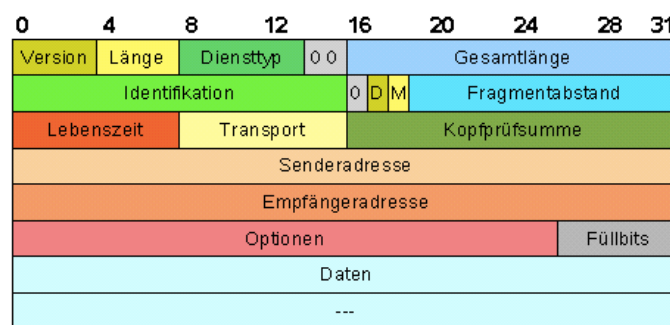 0 4 8 12 16 20 24 28 31
Version Länge Diensttyp 0 0 Gesamtlänge
Identifikation 0 D M Fragmentabstand
Lebenszeit Transport Kopfprüfsumme
Senderadresse
Empfängeradresse
Optionen Füllbits
Daten
---